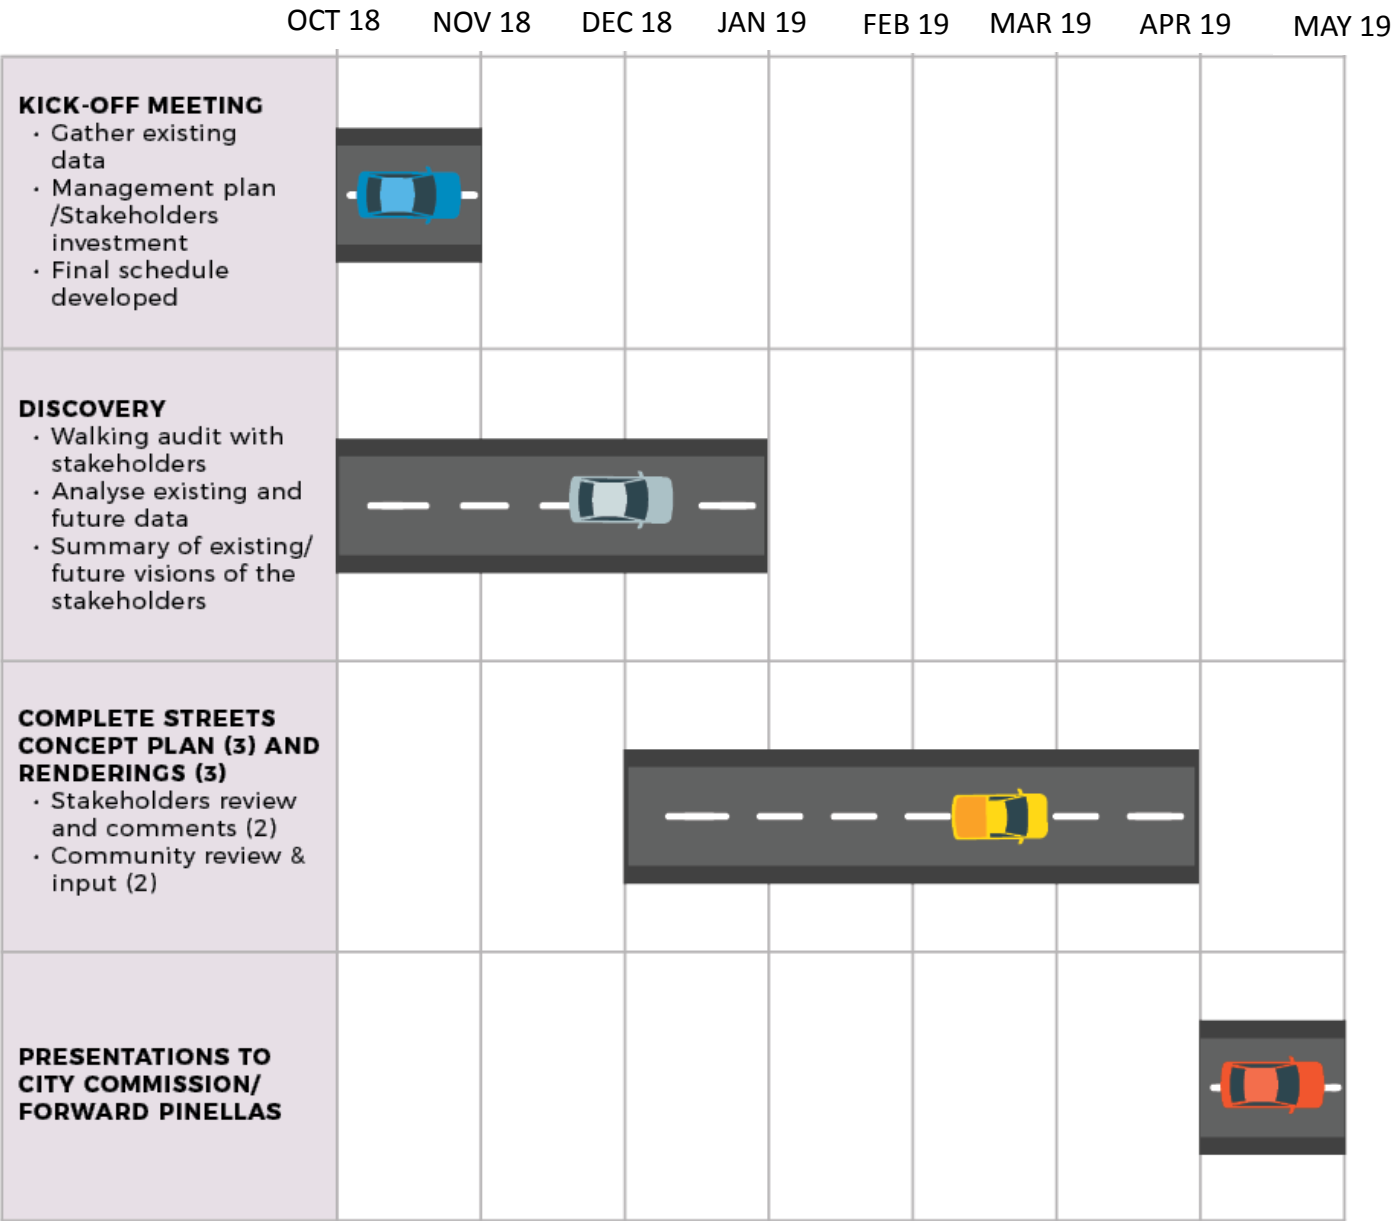 OCT 18 NOV 18 DEC 18 JAN 19 FEB 19 MAR 19 APR 19 MAY 19
KICK-OFF MEETING
· Gather existing
data
· Management plan
/Stakeholders
investment
· Final schedule
developed
DISCOVERY
· Walking audit with
stakeholders
· Analyse existing and
future data
· Summary of existing/
future visions of the
stakeholders
COMPLETE STREETS
CONCEPT PLAN (3) AND
RENDERINGS (3)
· Stakeholders review
and comments (2)
· Community review &
input (2)
PRESENTATIONS TO
CITY COMMISSION/
FORWARD PINELLAS